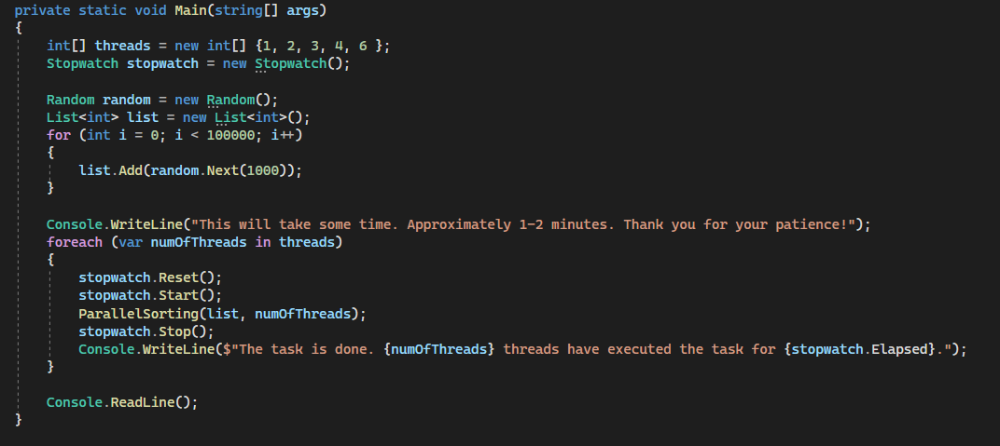 private static void Main(string[] args)
{
    int[] threads = new int[] {1, 2, 3, 4, 6 };
    Stopwatch stopwatch = new Stopwatch();

    Random random = new Random();
    List<int> list = new List<int>();
    for (int i = 0; i < 100000; i++)
    {
        list.Add(random.Next(1000));
    }

    Console.WriteLine("This will take some time. Approximately 1-2 minutes. Thank you for your patience!");
    foreach (var numOfThreads in threads)
    {
        stopwatch.Reset();
        stopwatch.Start();
        ParallelSorting(list, numOfThreads);
        stopwatch.Stop();
        Console.WriteLine($"The task is done. {numOfThreads} threads have executed the task for {stopwatch.Elapsed}.");
    }

    Console.ReadLine();
}